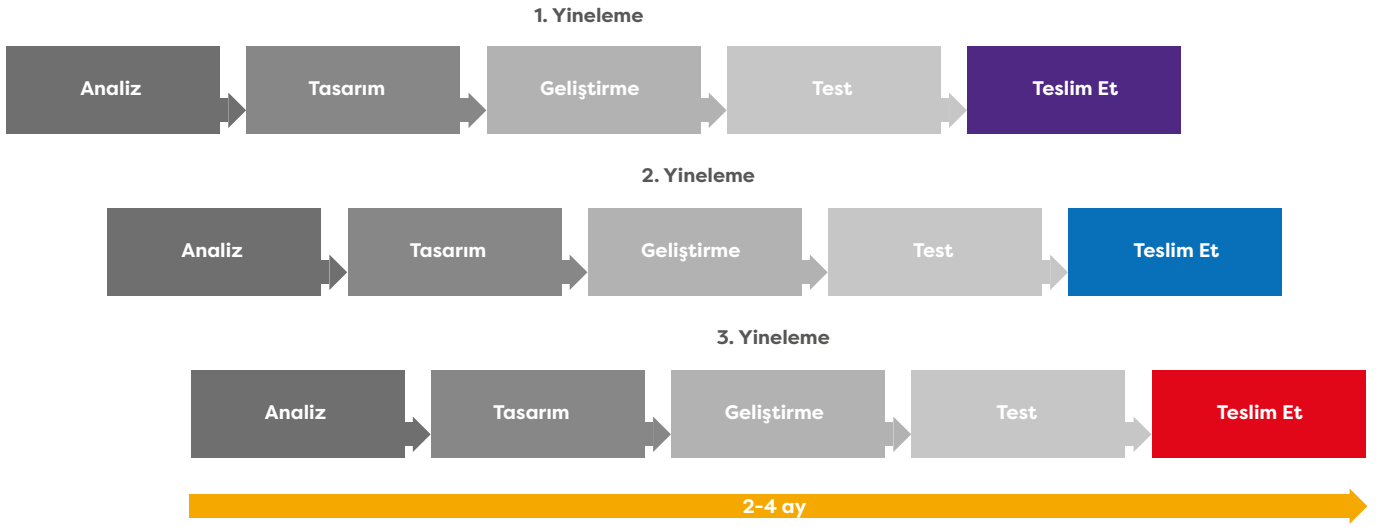 1. Yineleme
Analiz
Tasarım
Geliştirme
Test
Teslim Et
2. Yineleme
Analiz
Tasarım
Geliştirme
Test
Teslim Et
3. Yineleme
Analiz
Tasarım
Geliştirme
Test
Teslim Et
2-4 ay